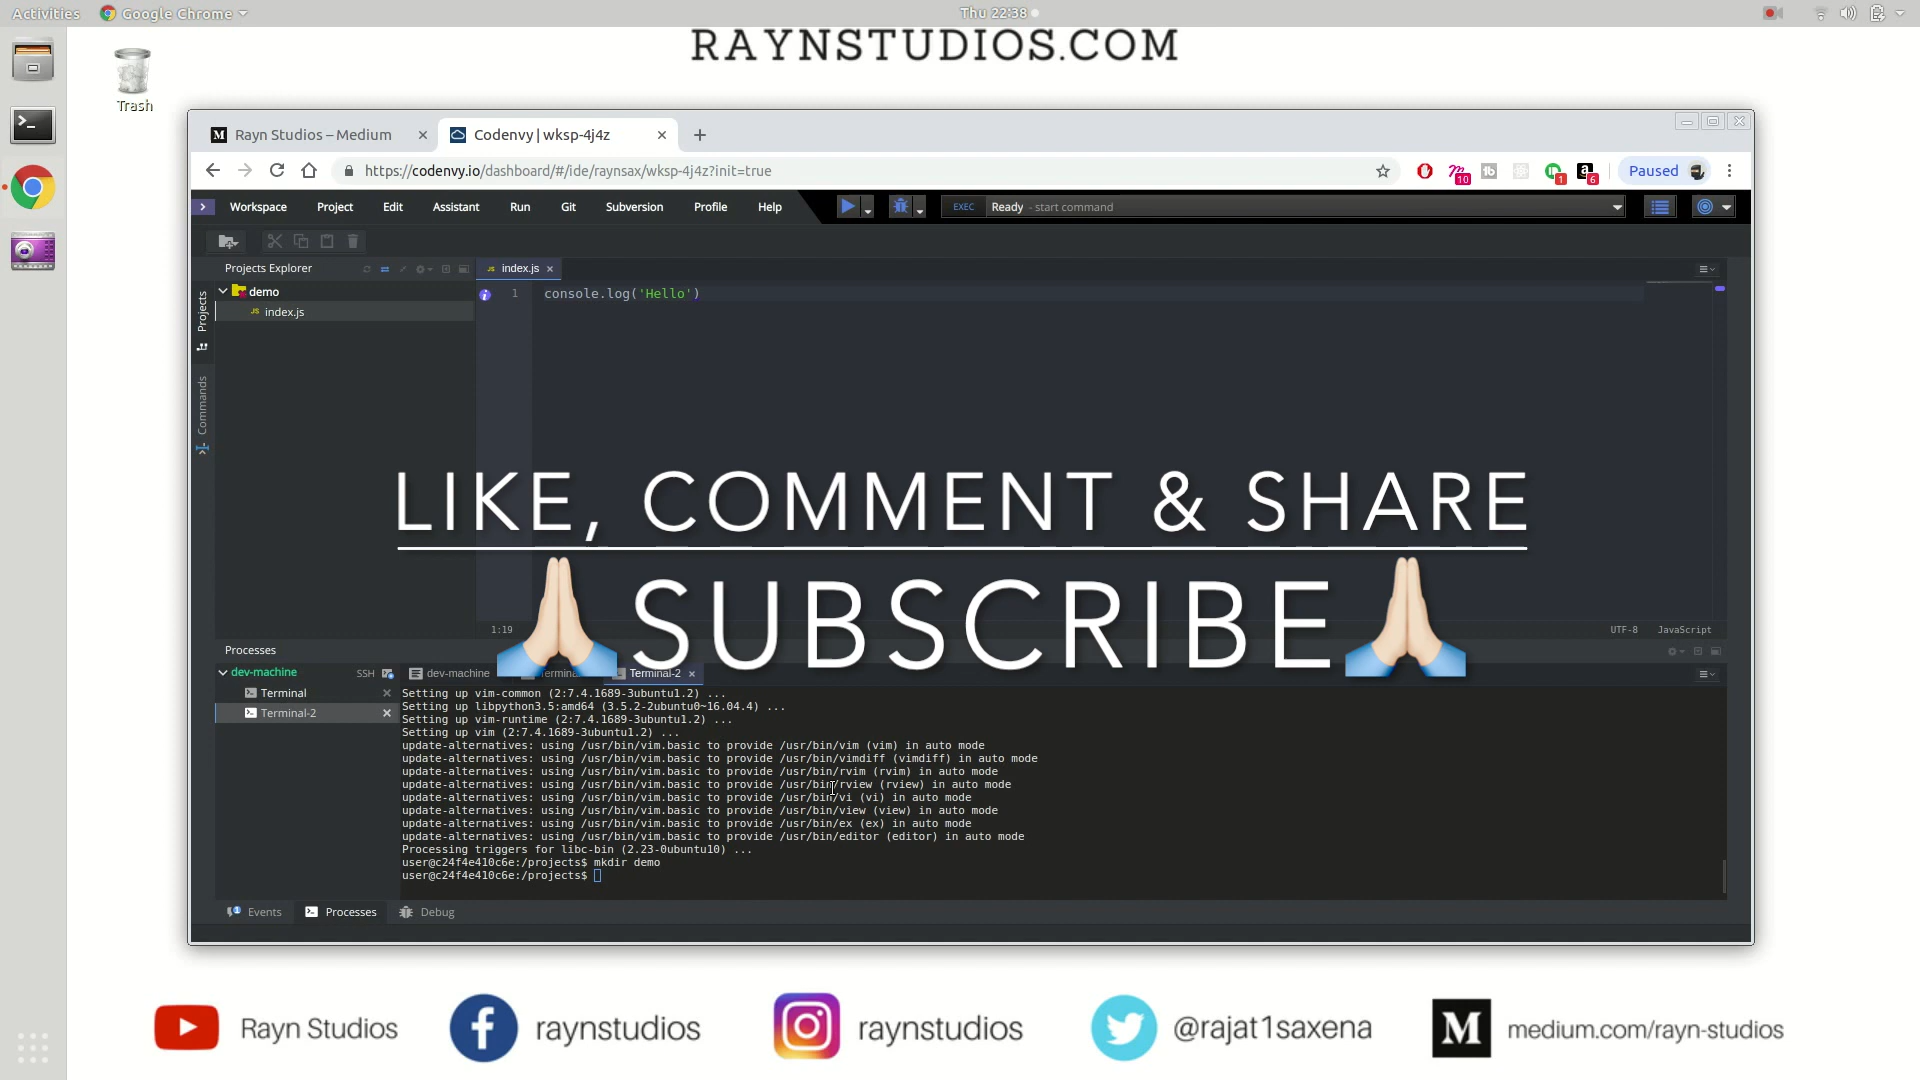 Activities Google Chrome Thu 22:38
RAYNSTUDIOS.COM
Trash
M Rayn Studios – Medium Codenvy | wksp-4j4z
https://codenvy.io/dashboard/#/ide/raynsax/wksp-4j4z?init=true 10 1 6 Paused
Workspace Project Edit Assistant Run Git Subversion Profile Help EXEC Ready - start command
Projects Explorer JS index.js
Projects
Commands
demo
JS index.js
1 console.log('Hello')
LIKE, COMMENT & SHARE
🙏🏻SUBSCRIBE🙏🏻
1:19 UTF-8 JavaScript
Processes
dev-machine SSH dev-machine Termina Terminal-2
Terminal
Terminal-2
Setting up vim-common (2:7.4.1689-3ubuntu1.2) ...
Setting up libpython3.5:amd64 (3.5.2-2ubuntu0~16.04.4) ...
Setting up vim-runtime (2:7.4.1689-3ubuntu1.2) ...
Setting up vim (2:7.4.1689-3ubuntu1.2) ...
update-alternatives: using /usr/bin/vim.basic to provide /usr/bin/vim (vim) in auto mode
update-alternatives: using /usr/bin/vim.basic to provide /usr/bin/vimdiff (vimdiff) in auto mode
update-alternatives: using /usr/bin/vim.basic to provide /usr/bin/rvim (rvim) in auto mode
update-alternatives: using /usr/bin/vim.basic to provide /usr/bin/rview (rview) in auto mode
update-alternatives: using /usr/bin/vim.basic to provide /usr/bin/vi (vi) in auto mode
update-alternatives: using /usr/bin/vim.basic to provide /usr/bin/view (view) in auto mode
update-alternatives: using /usr/bin/vim.basic to provide /usr/bin/ex (ex) in auto mode
update-alternatives: using /usr/bin/vim.basic to provide /usr/bin/editor (editor) in auto mode
Processing triggers for libc-bin (2.23-0ubuntu10) ...
user@c24f4e410c6e:/projects$ mkdir demo
user@c24f4e410c6e:/projects$
Events Processes Debug
Rayn Studios raynstudios raynstudios @rajat1saxena M medium.com/rayn-studios